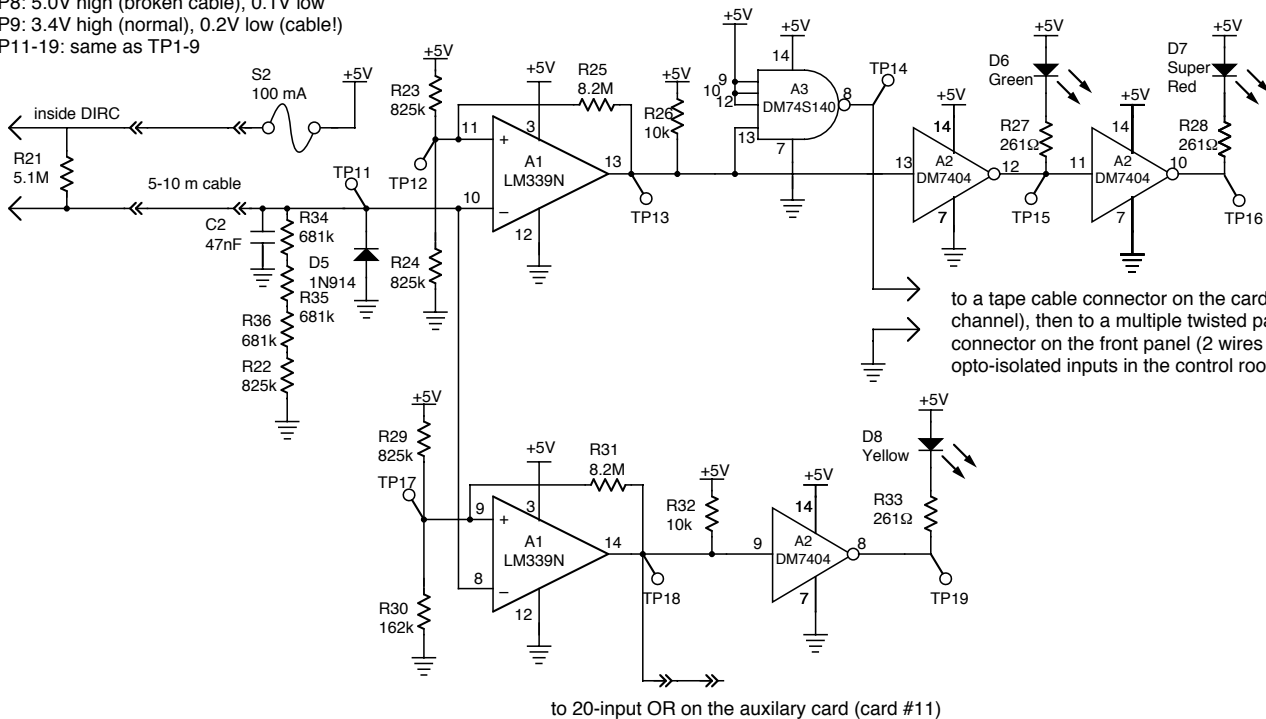 P8: 5.0V high (broken cable), 0.1V low
P9: 3.4V high (normal), 0.2V low (cable!)
P11-19: same as TP1-9
S2
100 mA
+5V
inside DIRC
R21
5.1M
5-10 m cable
C2
47nF
R34
681k
R35
681k
R36
681k
R22
825k
D5
1N914
TP11
+5V
R23
825k
TP12
R24
825k
11
10
+
−
+5V
3
A1
LM339N
12
13
R25
8.2M
TP13
+5V
R26
10k
+5V
9
10
12
13
+5V
14
A3
DM74S140
7
8
TP14
13
+5V
14
A2
DM7404
7
12
+5V
D6
Green
R27
261Ω
TP15
11
+5V
14
A2
DM7404
7
10
+5V
D7
Super
Red
R28
261Ω
TP16
to a tape cable connector on the card
channel), then to a multiple twisted pa
connector on the front panel (2 wires
opto-isolated inputs in the control roo
+5V
R29
825k
TP17
R30
162k
9
8
+
−
+5V
3
A1
LM339N
12
14
R31
8.2M
TP18
+5V
R32
10k
9
+5V
14
A2
DM7404
7
8
+5V
D8
Yellow
R33
261Ω
TP19
to 20-input OR on the auxilary card (card #11)